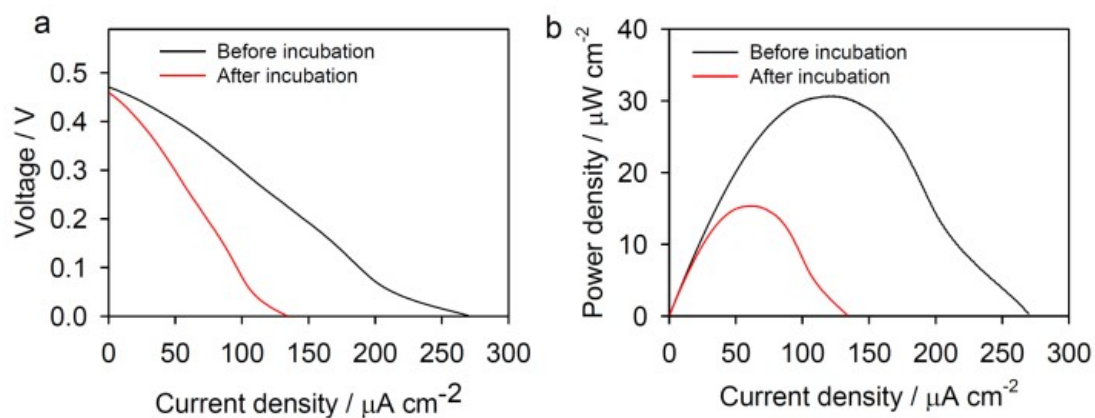 a
Before incubation
After incubation
Voltage / V
0.5
0.4
0.3
0.2
0.1
0.0
0 50 100 150 200 250 300
Current density / μA cm⁻²
b
Before incubation
After incubation
Power density / μW cm⁻²
40
30
20
10
0
0 50 100 150 200 250 300
Current density / μA cm⁻²